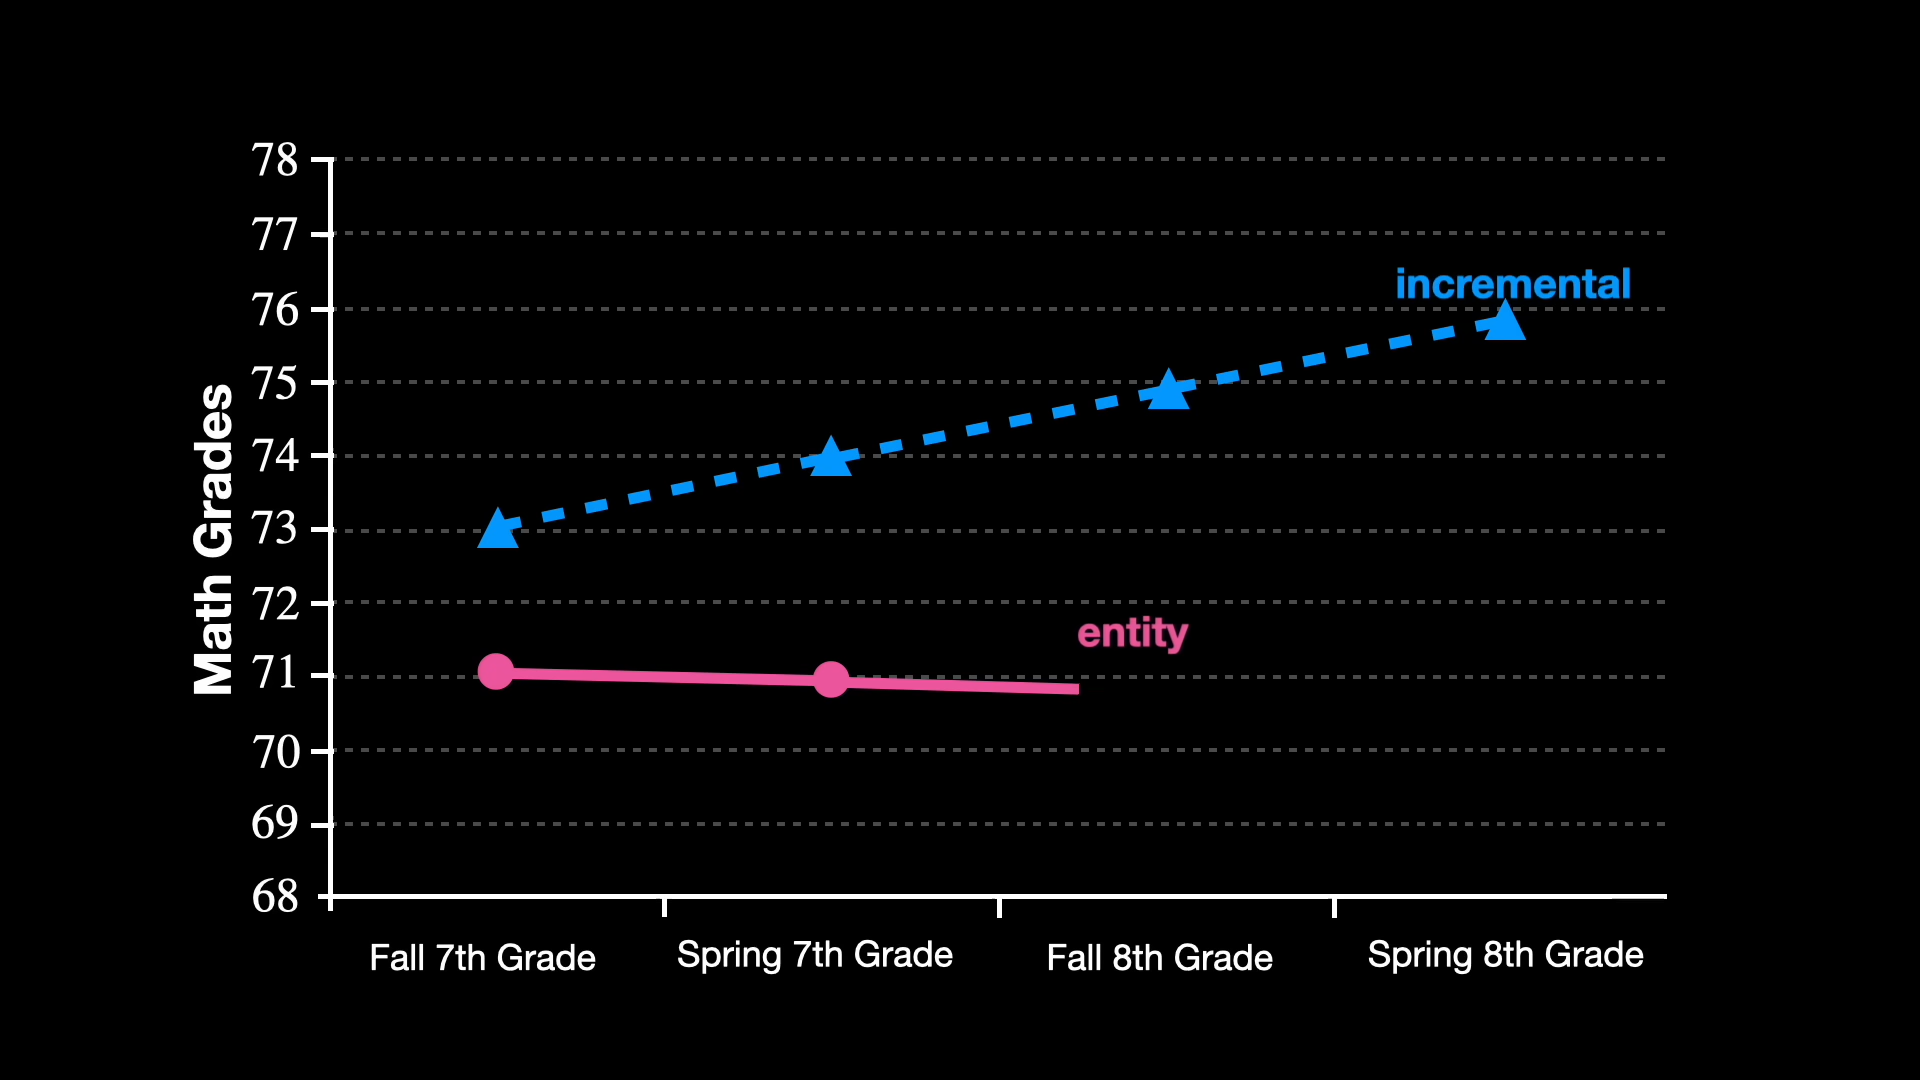 78
77
76
75
74
73
72
71
70
69
68
Math Grades
incremental
entity
Fall 7th Grade
Spring 7th Grade
Fall 8th Grade
Spring 8th Grade